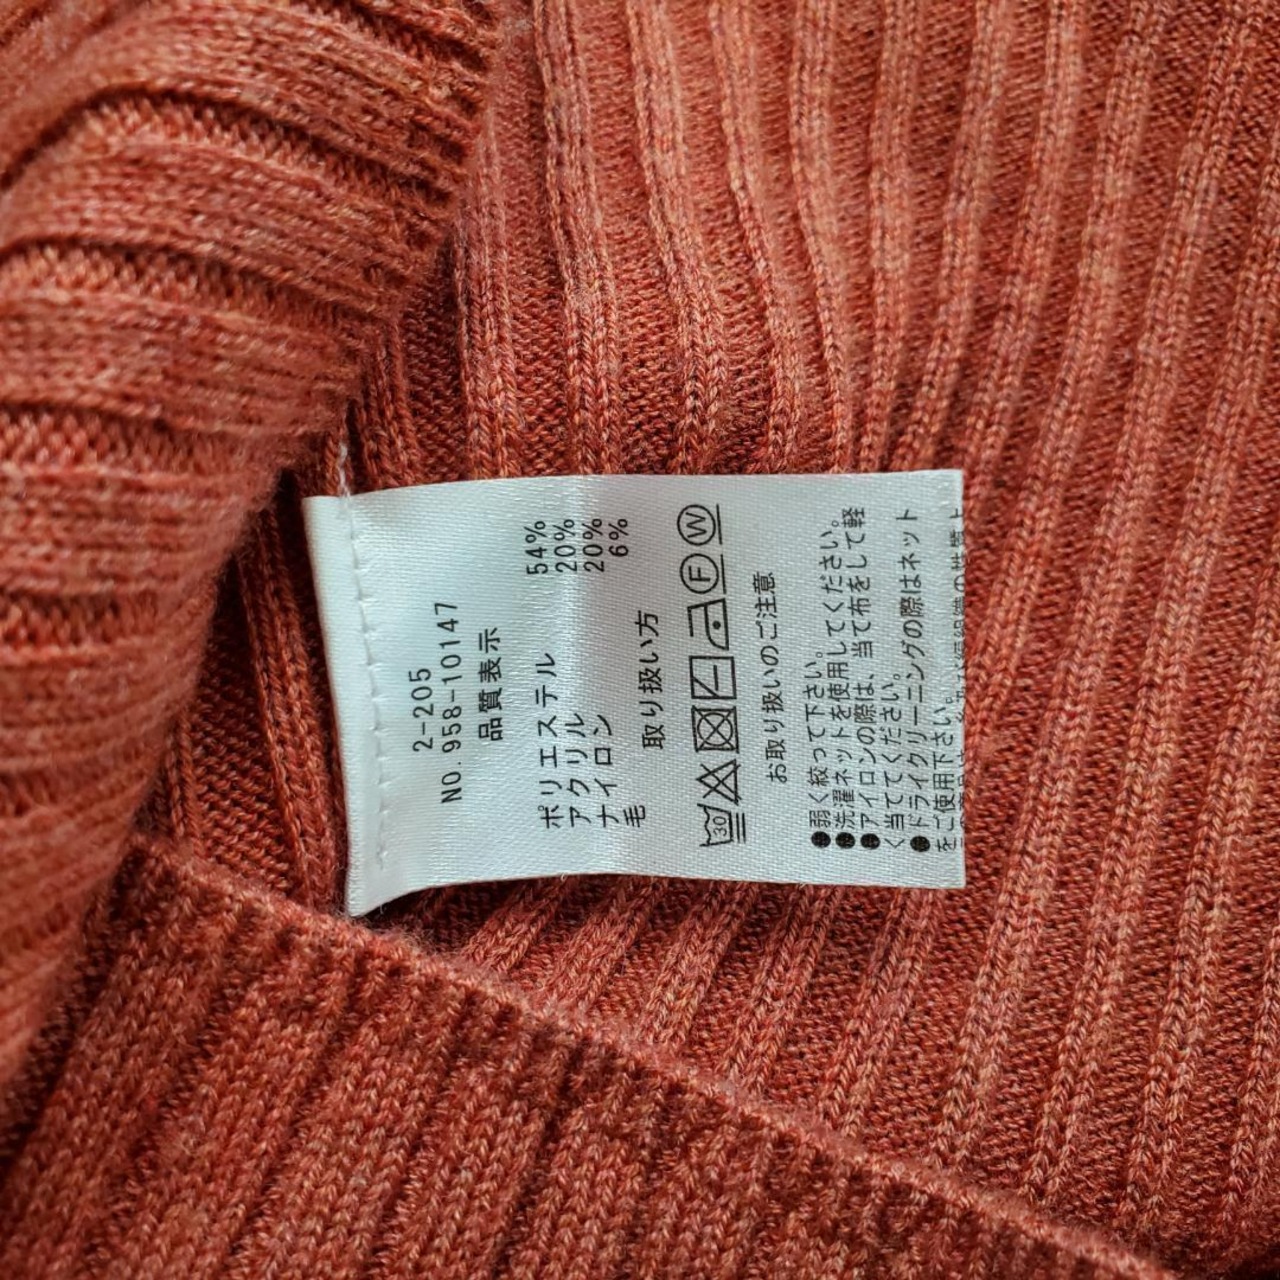 2-205
NO.958-10147
品質表示
ポリエステル 54%
アクリル 20%
ナイロン 20%
毛 6%
取り扱い方
30 F W
お取り扱いのご注意
●弱く絞って下さい。
●洗濯ネットを使用してください。
●アイロンの際は、当て布をして軽
く当ててください。
●ドライクリーニングの際はネット
をご使用下さい。